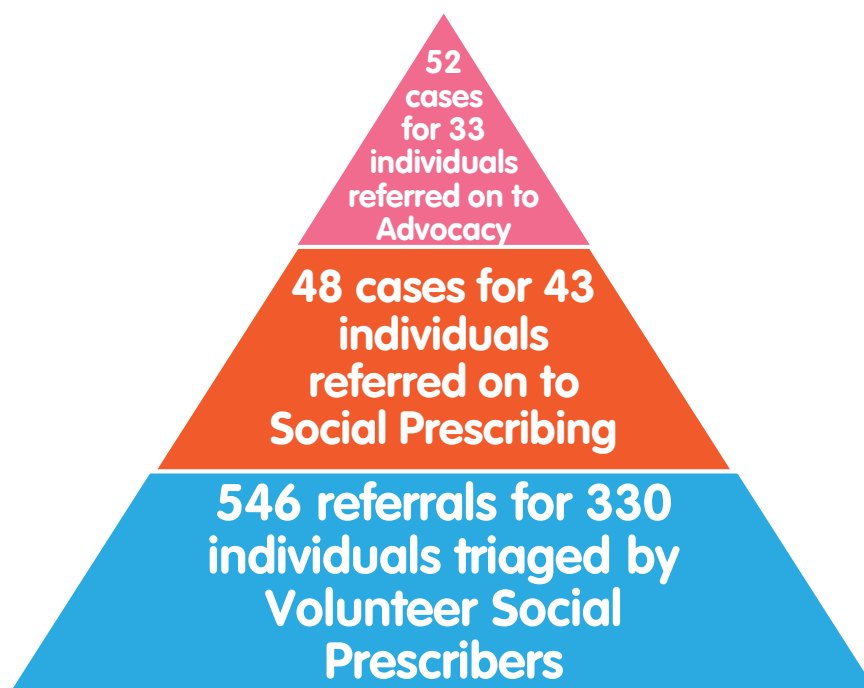 52
cases
for 33
individuals
referred on to
Advocacy
48 cases for 43
individuals
referred on to
Social Prescribing
546 referrals for 330
individuals triaged by
Volunteer Social
Prescribers